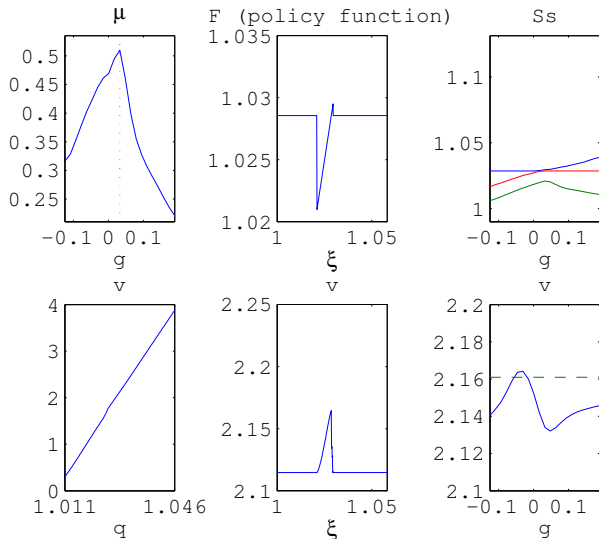 μ
F (policy function)
Ss
0.5
0.45
0.4
0.35
0.3
0.25
−0.1 0 0.1
g
1.035
1.03
1.025
1.02
1 1.05
ξ
1.1
1.05
1
−0.1 0 0.1
g
v
v
v
4
3
2
1
0
1.011 1.046
q
2.25
2.2
2.15
2.1
1 1.05
ξ
2.2
2.18
2.16
2.14
2.12
2.1
−0.1 0 0.1
g